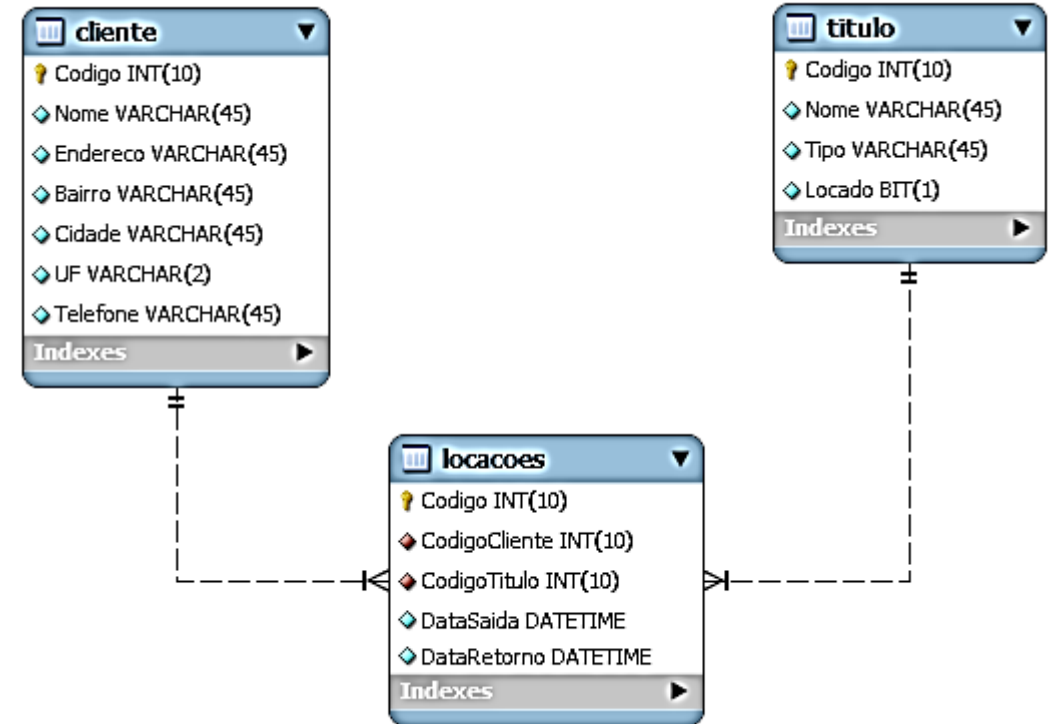 cliente
Codigo INT(10)
Nome VARCHAR(45)
Endereco VARCHAR(45)
Bairro VARCHAR(45)
Cidade VARCHAR(45)
UF VARCHAR(2)
Telefone VARCHAR(45)
Indexes
titulo
Codigo INT(10)
Nome VARCHAR(45)
Tipo VARCHAR(45)
Locado BIT(1)
Indexes
locacoes
Codigo INT(10)
CodigoCliente INT(10)
CodigoTitulo INT(10)
DataSaida DATETIME
DataRetorno DATETIME
Indexes